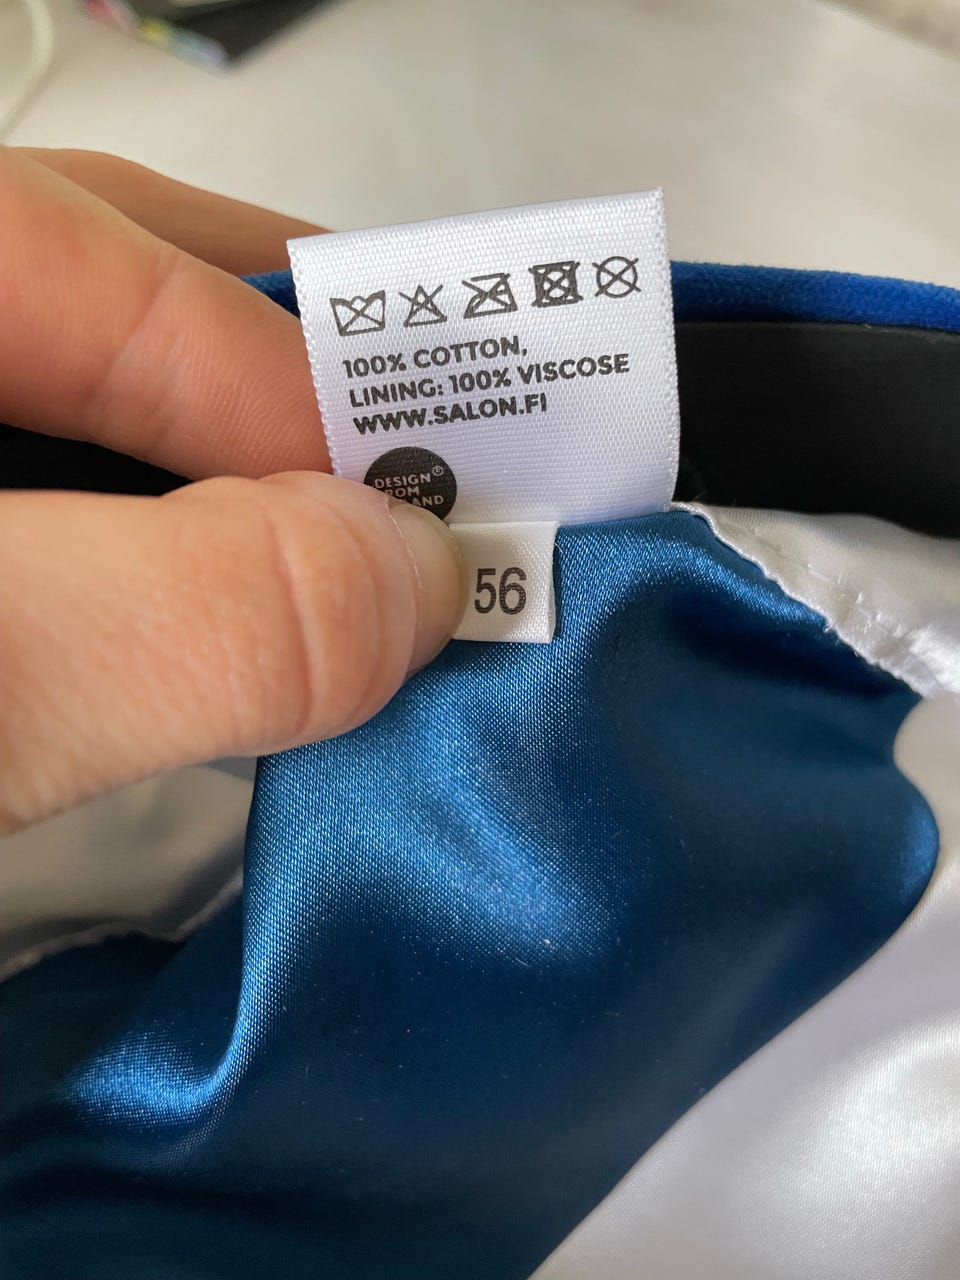 100% COTTON,
LINING: 100% VISCOSE
WWW.SALON.FI
DESIGN
56